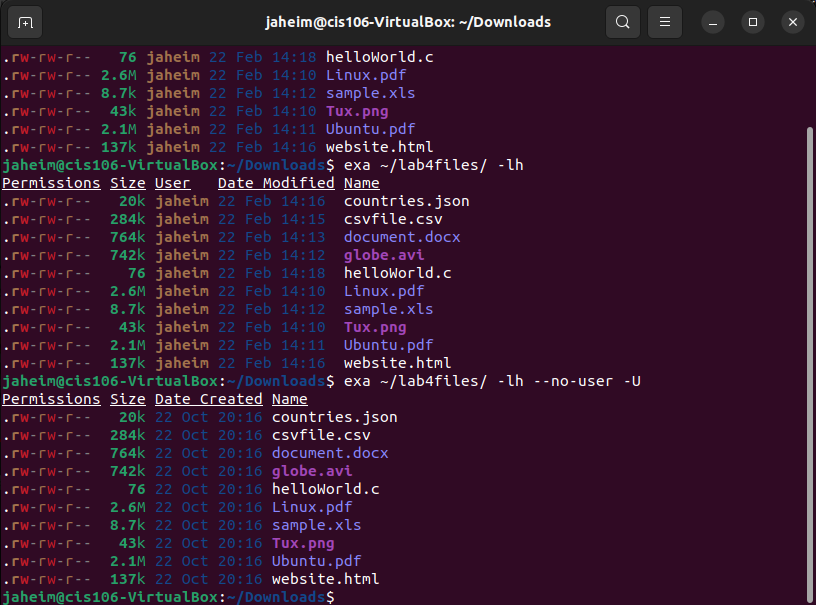 jaheim@cis106-VirtualBox: ~/Downloads
.rw-rw-r-- 76 jaheim 22 Feb 14:18 helloWorld.c
.rw-rw-r-- 2.6M jaheim 22 Feb 14:10 Linux.pdf
.rw-rw-r-- 8.7k jaheim 22 Feb 14:12 sample.xls
.rw-rw-r-- 43k jaheim 22 Feb 14:10 Tux.png
.rw-rw-r-- 2.1M jaheim 22 Feb 14:11 Ubuntu.pdf
.rw-rw-r-- 137k jaheim 22 Feb 14:16 website.html
jaheim@cis106-VirtualBox:~/Downloads$ exa ~/lab4files/ -lh
Permissions Size User Date Modified Name
.rw-rw-r-- 20k jaheim 22 Feb 14:16 countries.json
.rw-rw-r-- 284k jaheim 22 Feb 14:15 csvfile.csv
.rw-rw-r-- 764k jaheim 22 Feb 14:13 document.docx
.rw-rw-r-- 742k jaheim 22 Feb 14:12 globe.avi
.rw-rw-r-- 76 jaheim 22 Feb 14:18 helloWorld.c
.rw-rw-r-- 2.6M jaheim 22 Feb 14:10 Linux.pdf
.rw-rw-r-- 8.7k jaheim 22 Feb 14:12 sample.xls
.rw-rw-r-- 43k jaheim 22 Feb 14:10 Tux.png
.rw-rw-r-- 2.1M jaheim 22 Feb 14:11 Ubuntu.pdf
.rw-rw-r-- 137k jaheim 22 Feb 14:16 website.html
jaheim@cis106-VirtualBox:~/Downloads$ exa ~/lab4files/ -lh --no-user -U
Permissions Size Date Created Name
.rw-rw-r-- 20k 22 Oct 20:16 countries.json
.rw-rw-r-- 284k 22 Oct 20:16 csvfile.csv
.rw-rw-r-- 764k 22 Oct 20:16 document.docx
.rw-rw-r-- 742k 22 Oct 20:16 globe.avi
.rw-rw-r-- 76 22 Oct 20:16 helloWorld.c
.rw-rw-r-- 2.6M 22 Oct 20:16 Linux.pdf
.rw-rw-r-- 8.7k 22 Oct 20:16 sample.xls
.rw-rw-r-- 43k 22 Oct 20:16 Tux.png
.rw-rw-r-- 2.1M 22 Oct 20:16 Ubuntu.pdf
.rw-rw-r-- 137k 22 Oct 20:16 website.html
jaheim@cis106-VirtualBox:~/Downloads$